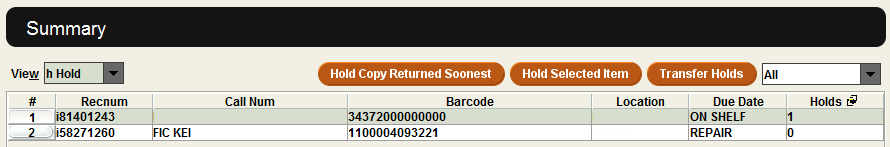 Summary
View h Hold Hold Copy Returned Soonest Hold Selected Item Transfer Holds All
# Recnum Call Num Barcode Location Due Date Holds
1 i81401243 34372000000000 ON SHELF 1
2 i58271260 FIC KEI 1100004093221 REPAIR 0